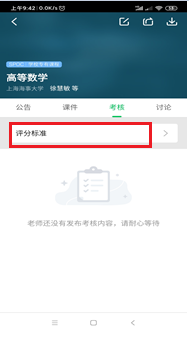 上午9:42 0.0K/s
SPOC·学校专有课程
高等数学
上海海事大学 徐慧敏 等
公告 课件 考核 讨论
评分标准
老师还没有发布考核内容，请耐心等待